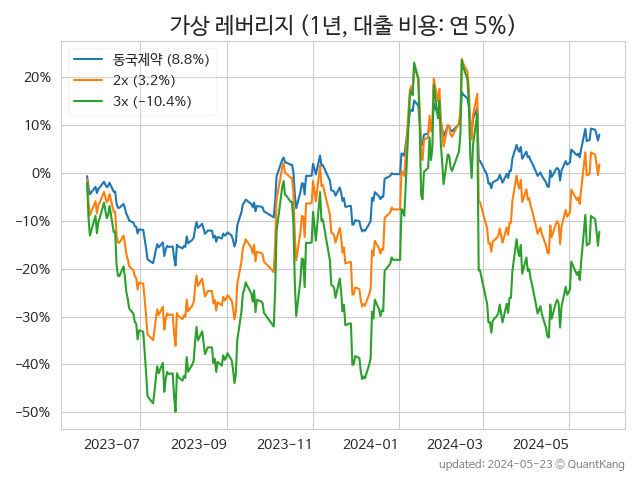 가상 레버리지 (1년, 대출 비용: 연 5%)
동국제약 (8.8%)
2x (3.2%)
3x (−10.4%)
20%
10%
0%
−10%
−20%
−30%
−40%
−50%
2023-07
2023-09
2023-11
2024-01
2024-03
2024-05
updated: 2024-05-23 © QuantKang